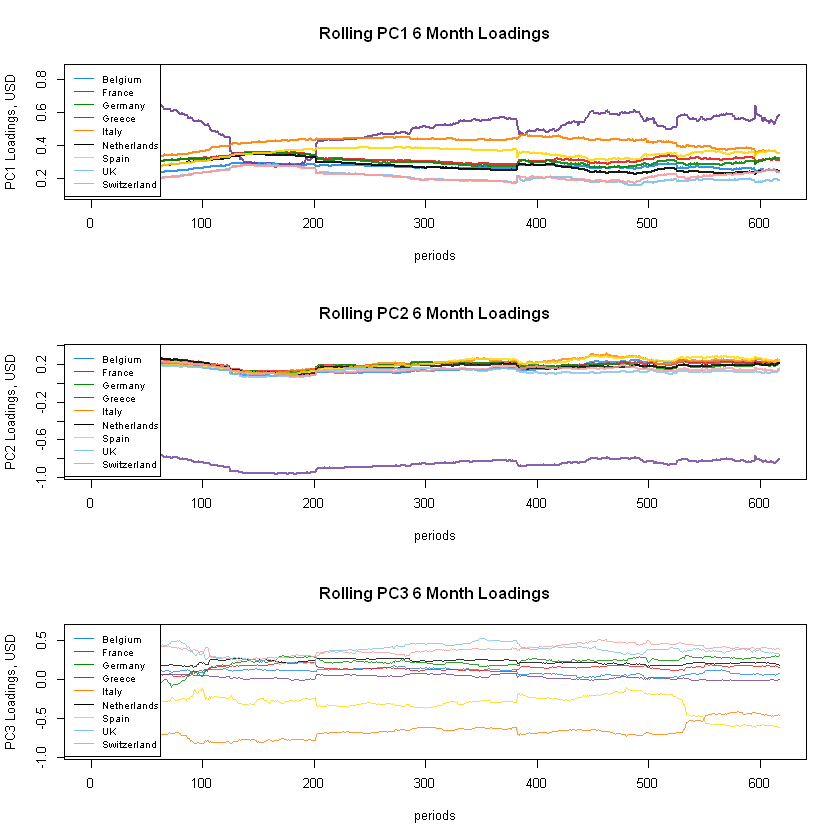 Rolling PC1 6 Month Loadings
PC1 Loadings, USD
0.8
0.6
0.4
0.2
Belgium
France
Germany
Greece
Italy
Netherlands
Spain
UK
Switzerland
0 100 200 300 400 500 600
periods
Rolling PC2 6 Month Loadings
PC2 Loadings, USD
0.2
-0.2
-0.6
-1.0
Belgium
France
Germany
Greece
Italy
Netherlands
Spain
UK
Switzerland
0 100 200 300 400 500 600
periods
Rolling PC3 6 Month Loadings
PC3 Loadings, USD
0.5
0.0
-0.5
-1.0
Belgium
France
Germany
Greece
Italy
Netherlands
Spain
UK
Switzerland
0 100 200 300 400 500 600
periods